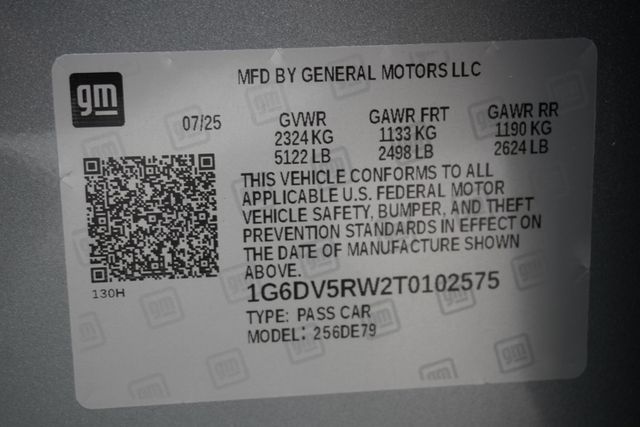 gm
MFD BY GENERAL MOTORS LLC
07/25
GVWR GAWR FRT GAWR RR
2324 KG 1133 KG 1190 KG
5122 LB 2498 LB 2624 LB
THIS VEHICLE CONFORMS TO ALL
APPLICABLE U.S. FEDERAL MOTOR
VEHICLE SAFETY, BUMPER, AND THEFT
PREVENTION STANDARDS IN EFFECT ON
THE DATE OF MANUFACTURE SHOWN
ABOVE.
130H
1G6DV5RW2T0102575
TYPE: PASS CAR
MODEL: 256DE79